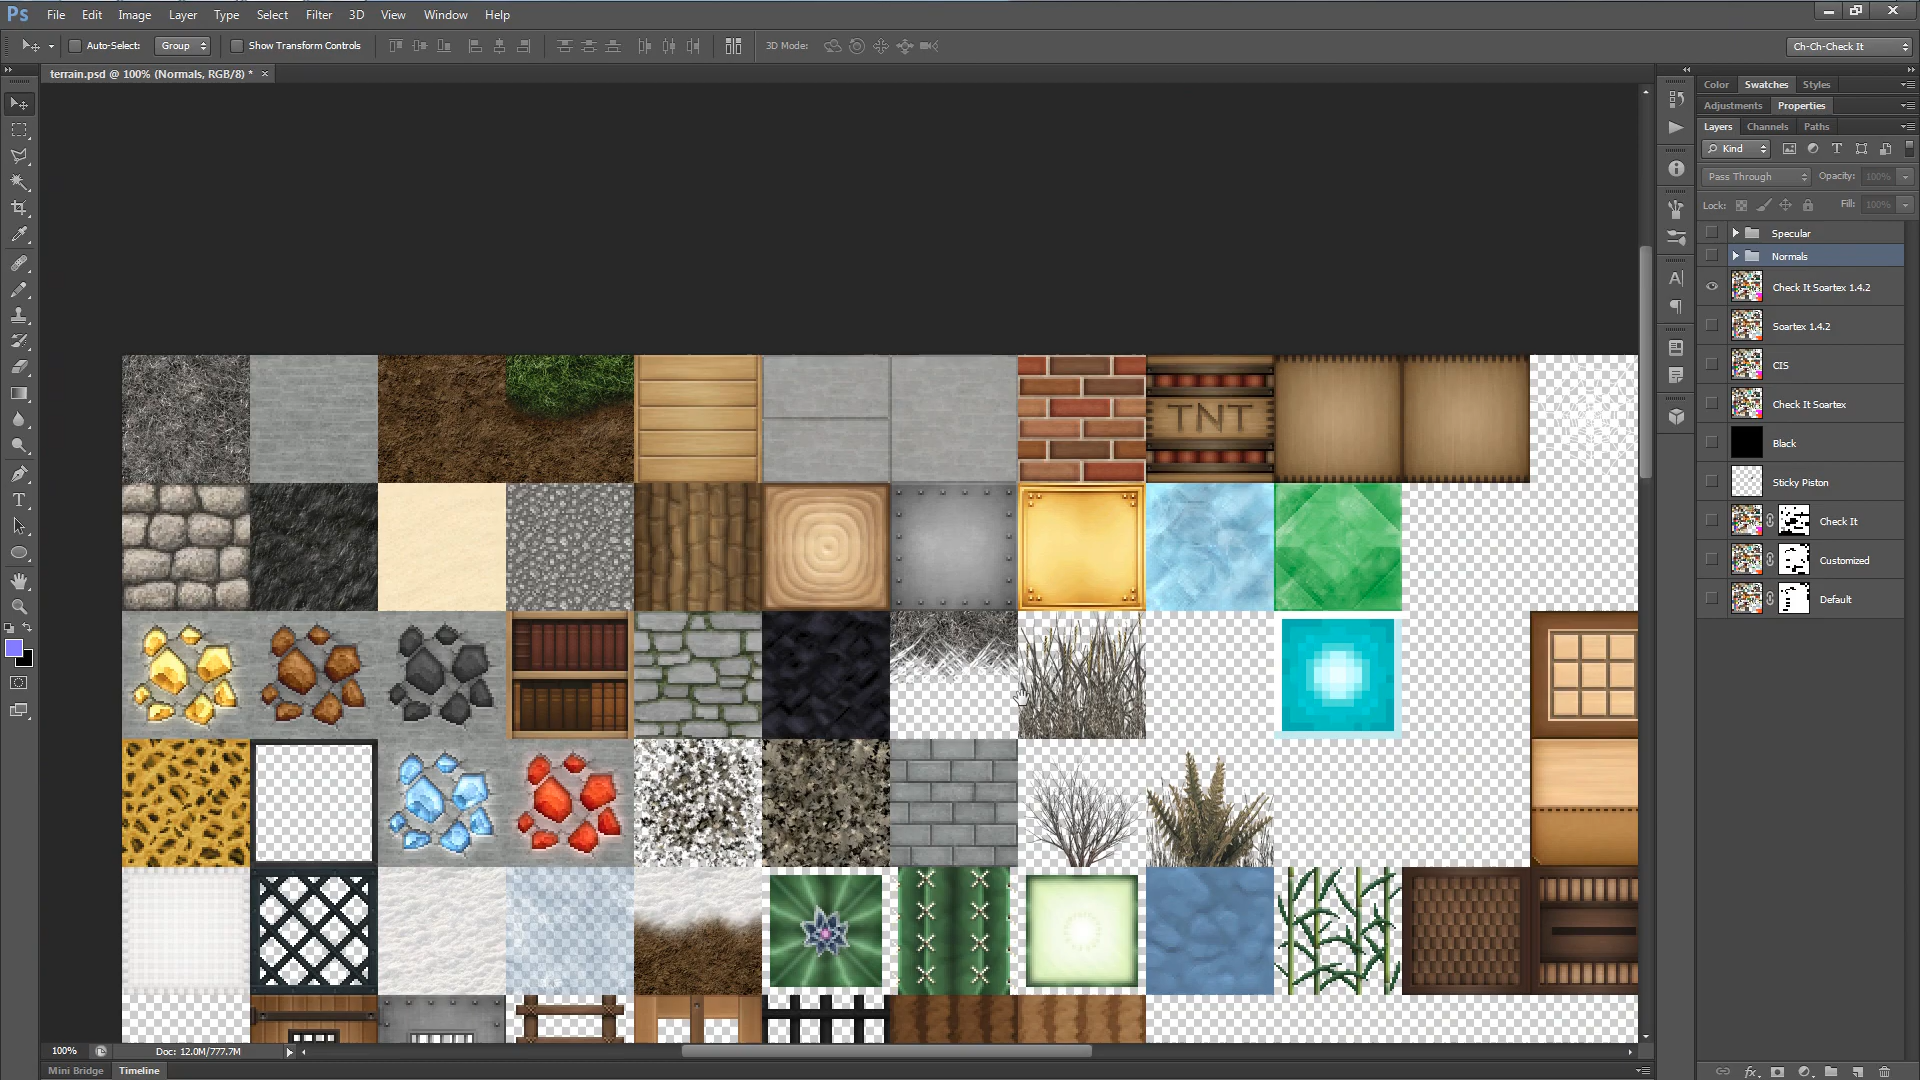 Ps File Edit Image Layer Type Select Filter 3D View Window Help
Auto-Select: Group Show Transform Controls 3D Mode: Ch-Ch-Check It
terrain.psd @ 100% (Normals, RGB/8) * ×
Color Swatches Styles
Adjustments Properties
Layers Channels Paths
Kind
Pass Through Opacity: 100%
Lock: Fill: 100%
Specular
Normals
Check It Soartex 1.4.2
Soartex 1.4.2
CIS
Check It Soartex
Black
Sticky Piston
Check It
Customized
Default
TNT
100% Doc: 12.0M/777.7M
Mini Bridge Timeline